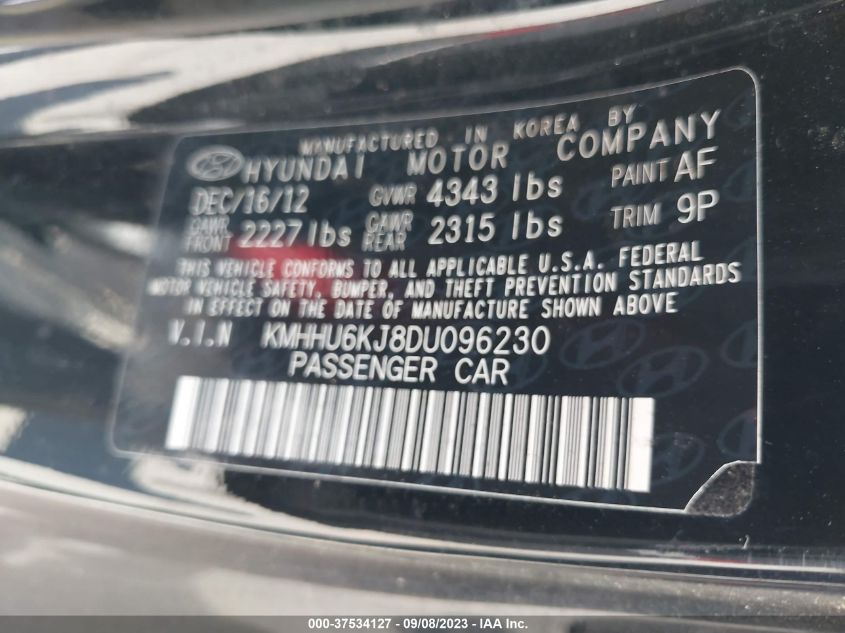 MANUFACTURED IN KOREA BY
HYUNDAI MOTOR COMPANY
DEC/16/12 GVWR 4343 lbs PAINT AF
GAWR FRONT 2227 lbs GAWR REAR 2315 lbs TRIM 9P
THIS VEHICLE CONFORMS TO ALL APPLICABLE U.S.A. FEDERAL
MOTOR VEHICLE SAFETY, BUMPER, AND THEFT PREVENTION STANDARDS
IN EFFECT ON THE DATE OF MANUFACTURE SHOWN ABOVE
V.I.N KMHHU6KJ8DU096230
PASSENGER CAR
000-37534127 - 09/08/2023 - © IAA Inc.